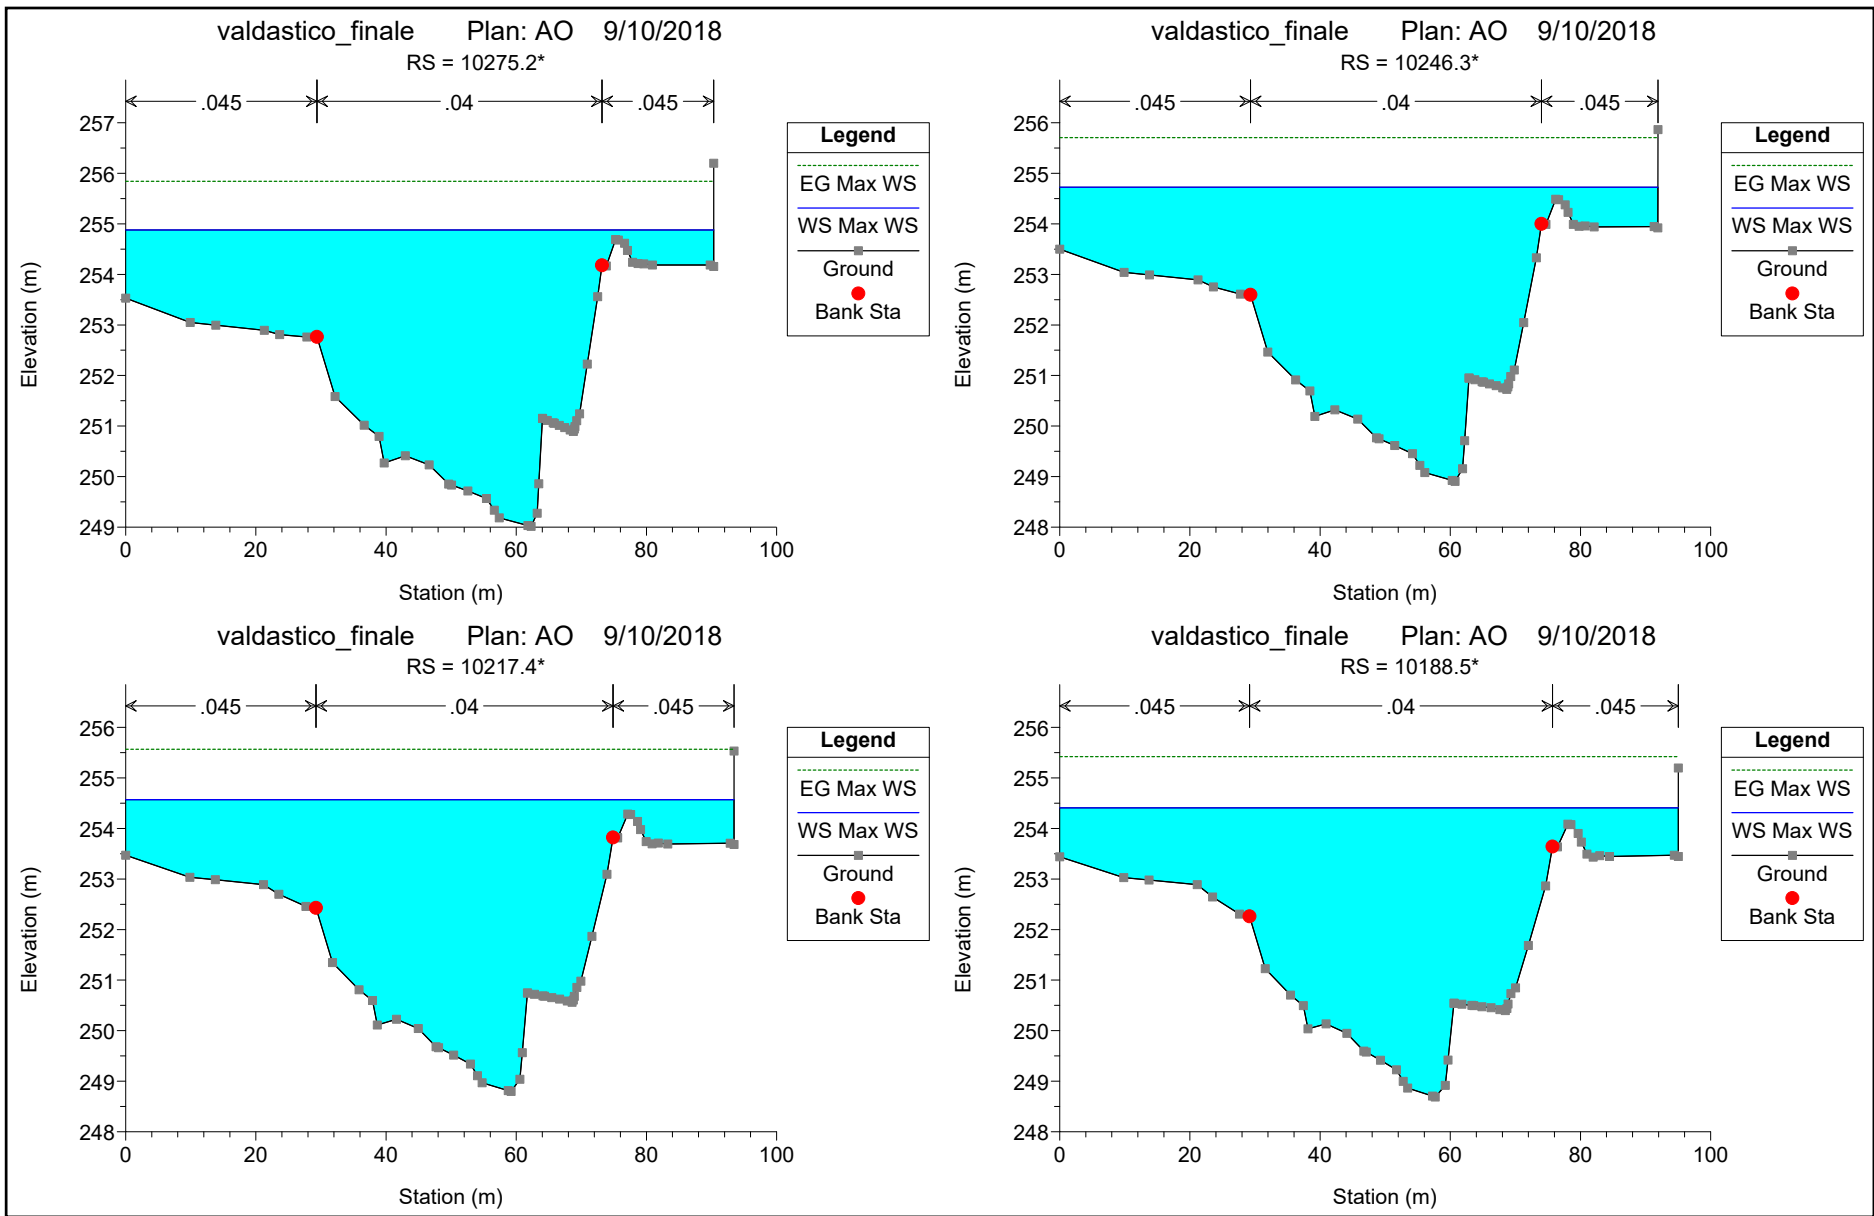 valdastico_finale Plan: AO 9/10/2018
RS = 10275.2*
.045 .04 .045
257
256
255
254
253
252
251
250
249
0 20 40 60 80 100
Elevation (m)
Station (m)
Legend
EG Max WS
WS Max WS
Ground
Bank Sta
valdastico_finale Plan: AO 9/10/2018
RS = 10246.3*
.045 .04 .045
256
255
254
253
252
251
250
249
248
0 20 40 60 80 100
Elevation (m)
Station (m)
Legend
EG Max WS
WS Max WS
Ground
Bank Sta
valdastico_finale Plan: AO 9/10/2018
RS = 10217.4*
.045 .04 .045
256
255
254
253
252
251
250
249
248
0 20 40 60 80 100
Elevation (m)
Station (m)
Legend
EG Max WS
WS Max WS
Ground
Bank Sta
valdastico_finale Plan: AO 9/10/2018
RS = 10188.5*
.045 .04 .045
256
255
254
253
252
251
250
249
248
0 20 40 60 80 100
Elevation (m)
Station (m)
Legend
EG Max WS
WS Max WS
Ground
Bank Sta